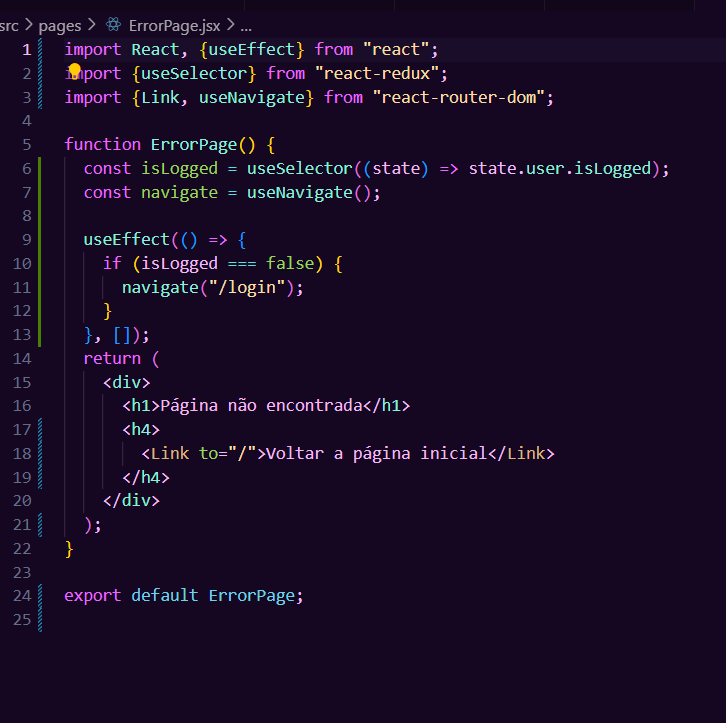 src > pages > ErrorPage.jsx > ...
1 import React, {useEffect} from "react";
2 import {useSelector} from "react-redux";
3 import {Link, useNavigate} from "react-router-dom";
4
5 function ErrorPage() {
6 const isLogged = useSelector((state) => state.user.isLogged);
7 const navigate = useNavigate();
8
9 useEffect(() => {
10 if (isLogged === false) {
11 navigate("/login");
12 }
13 }, []);
14 return (
15 <div>
16 <h1>Página não encontrada</h1>
17 <h4>
18 <Link to="/">Voltar a página inicial</Link>
19 </h4>
20 </div>
21 );
22 }
23
24 export default ErrorPage;
25